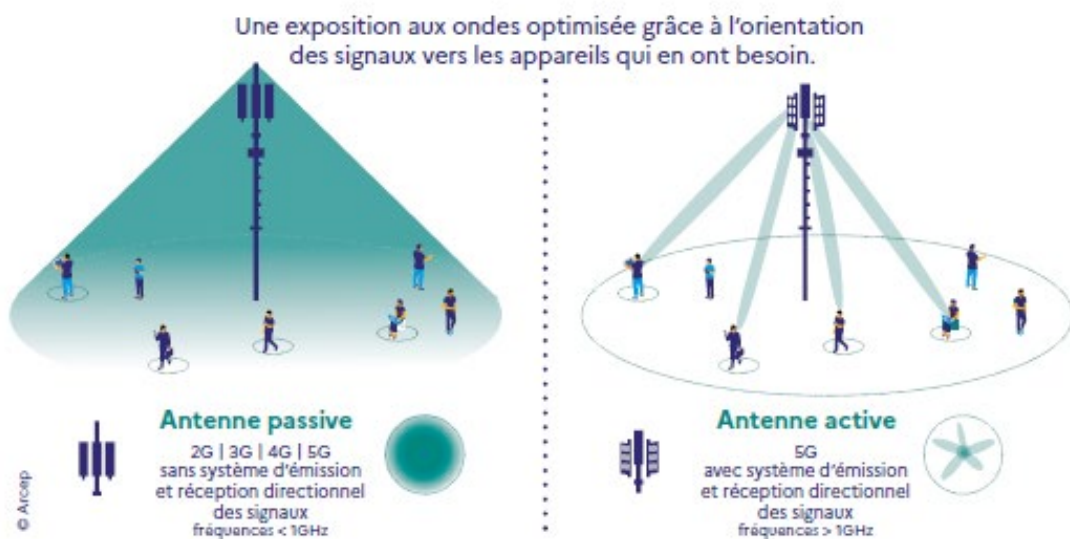 Une exposition aux ondes optimisée grâce à l'orientation
des signaux vers les appareils qui en ont besoin.
Antenne passive
2G | 3G | 4G | 5G
sans système d'émission
et réception directionnel
des signaux
fréquences < 1GHz
Antenne active
5G
avec système d'émission
et réception directionnel
des signaux
fréquences > 1GHz
© Arcep